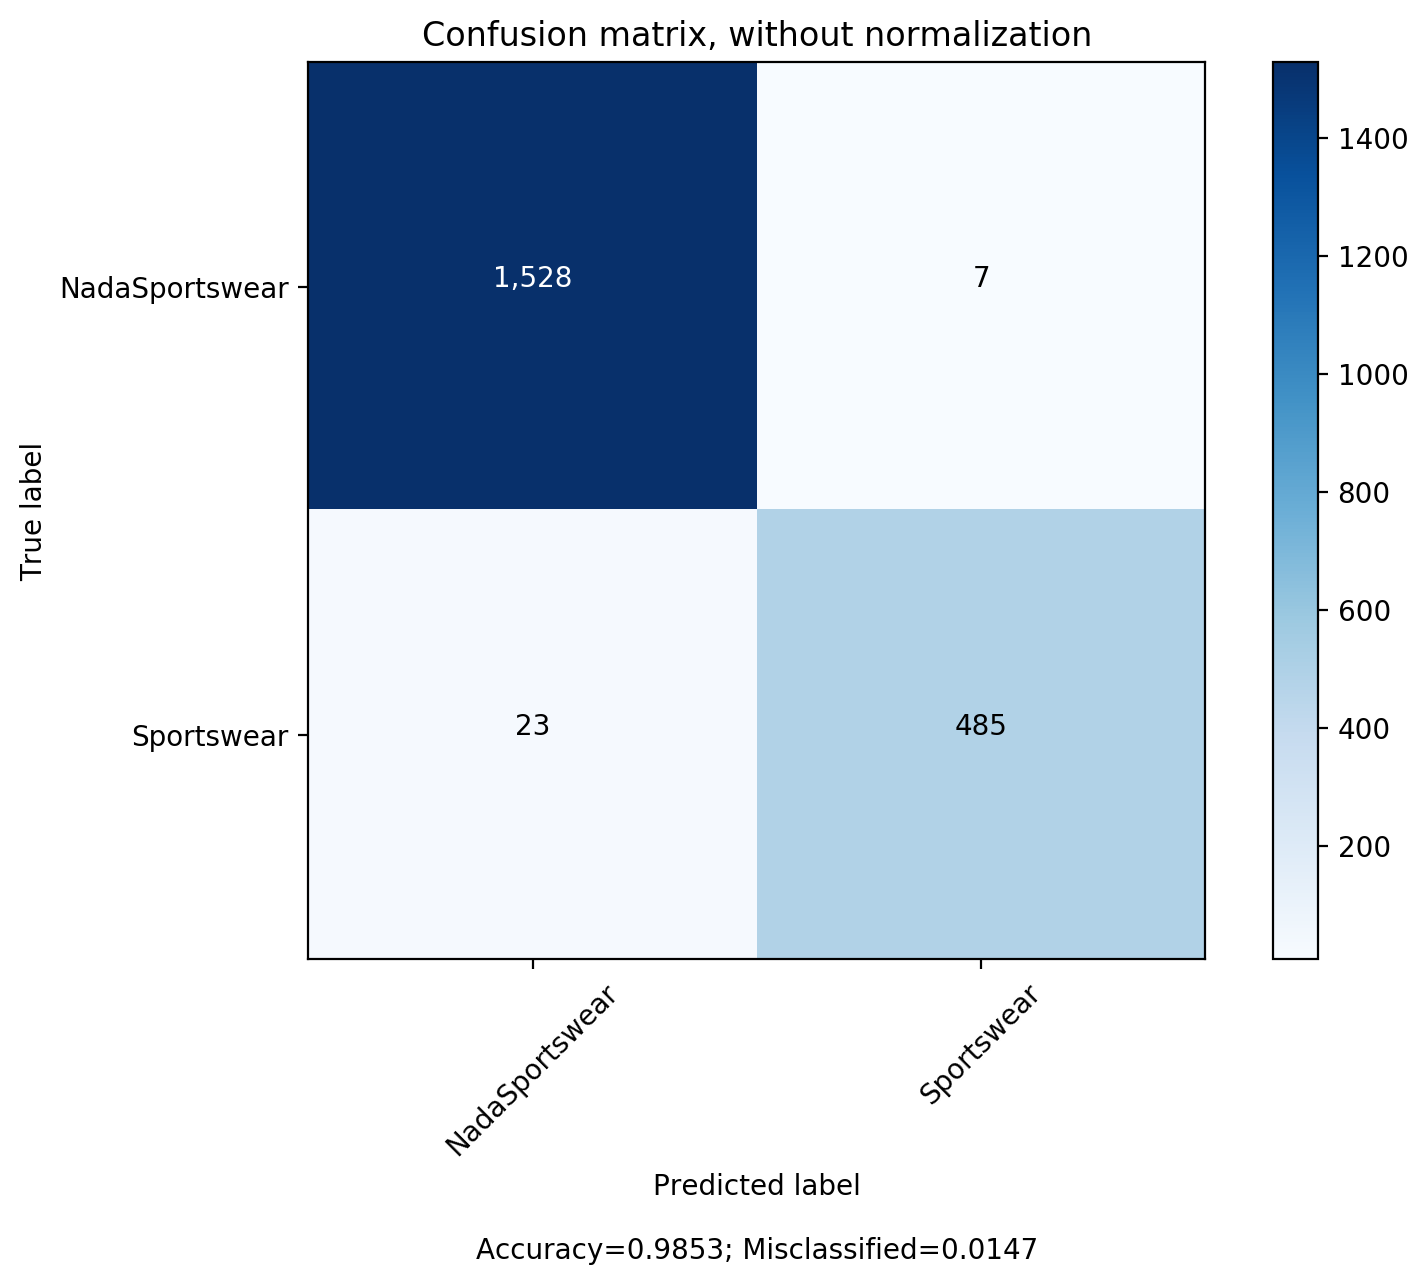 Confusion matrix, without normalization
1400
1200
1000
800
600
400
200
True label
NadaSportswear
1,528
7
Sportswear
23
485
NadaSportswear
Sportswear
Predicted label
Accuracy=0.9853; Misclassified=0.0147